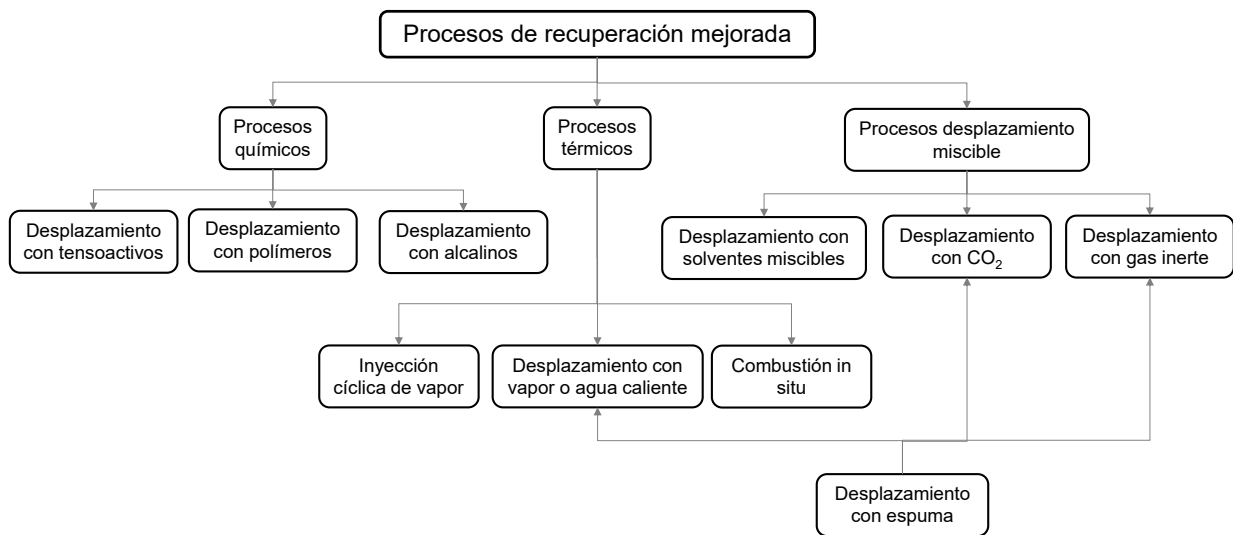 Procesos de recuperación mejorada
Procesos
químicos
Procesos
térmicos
Procesos desplazamiento
miscible
Desplazamiento
con tensoactivos
Desplazamiento
con polímeros
Desplazamiento
con alcalinos
Desplazamiento con
solventes miscibles
Desplazamiento
con CO₂
Desplazamiento
con gas inerte
Inyección
cíclica de vapor
Desplazamiento con
vapor o agua caliente
Combustión in
situ
Desplazamiento
con espuma